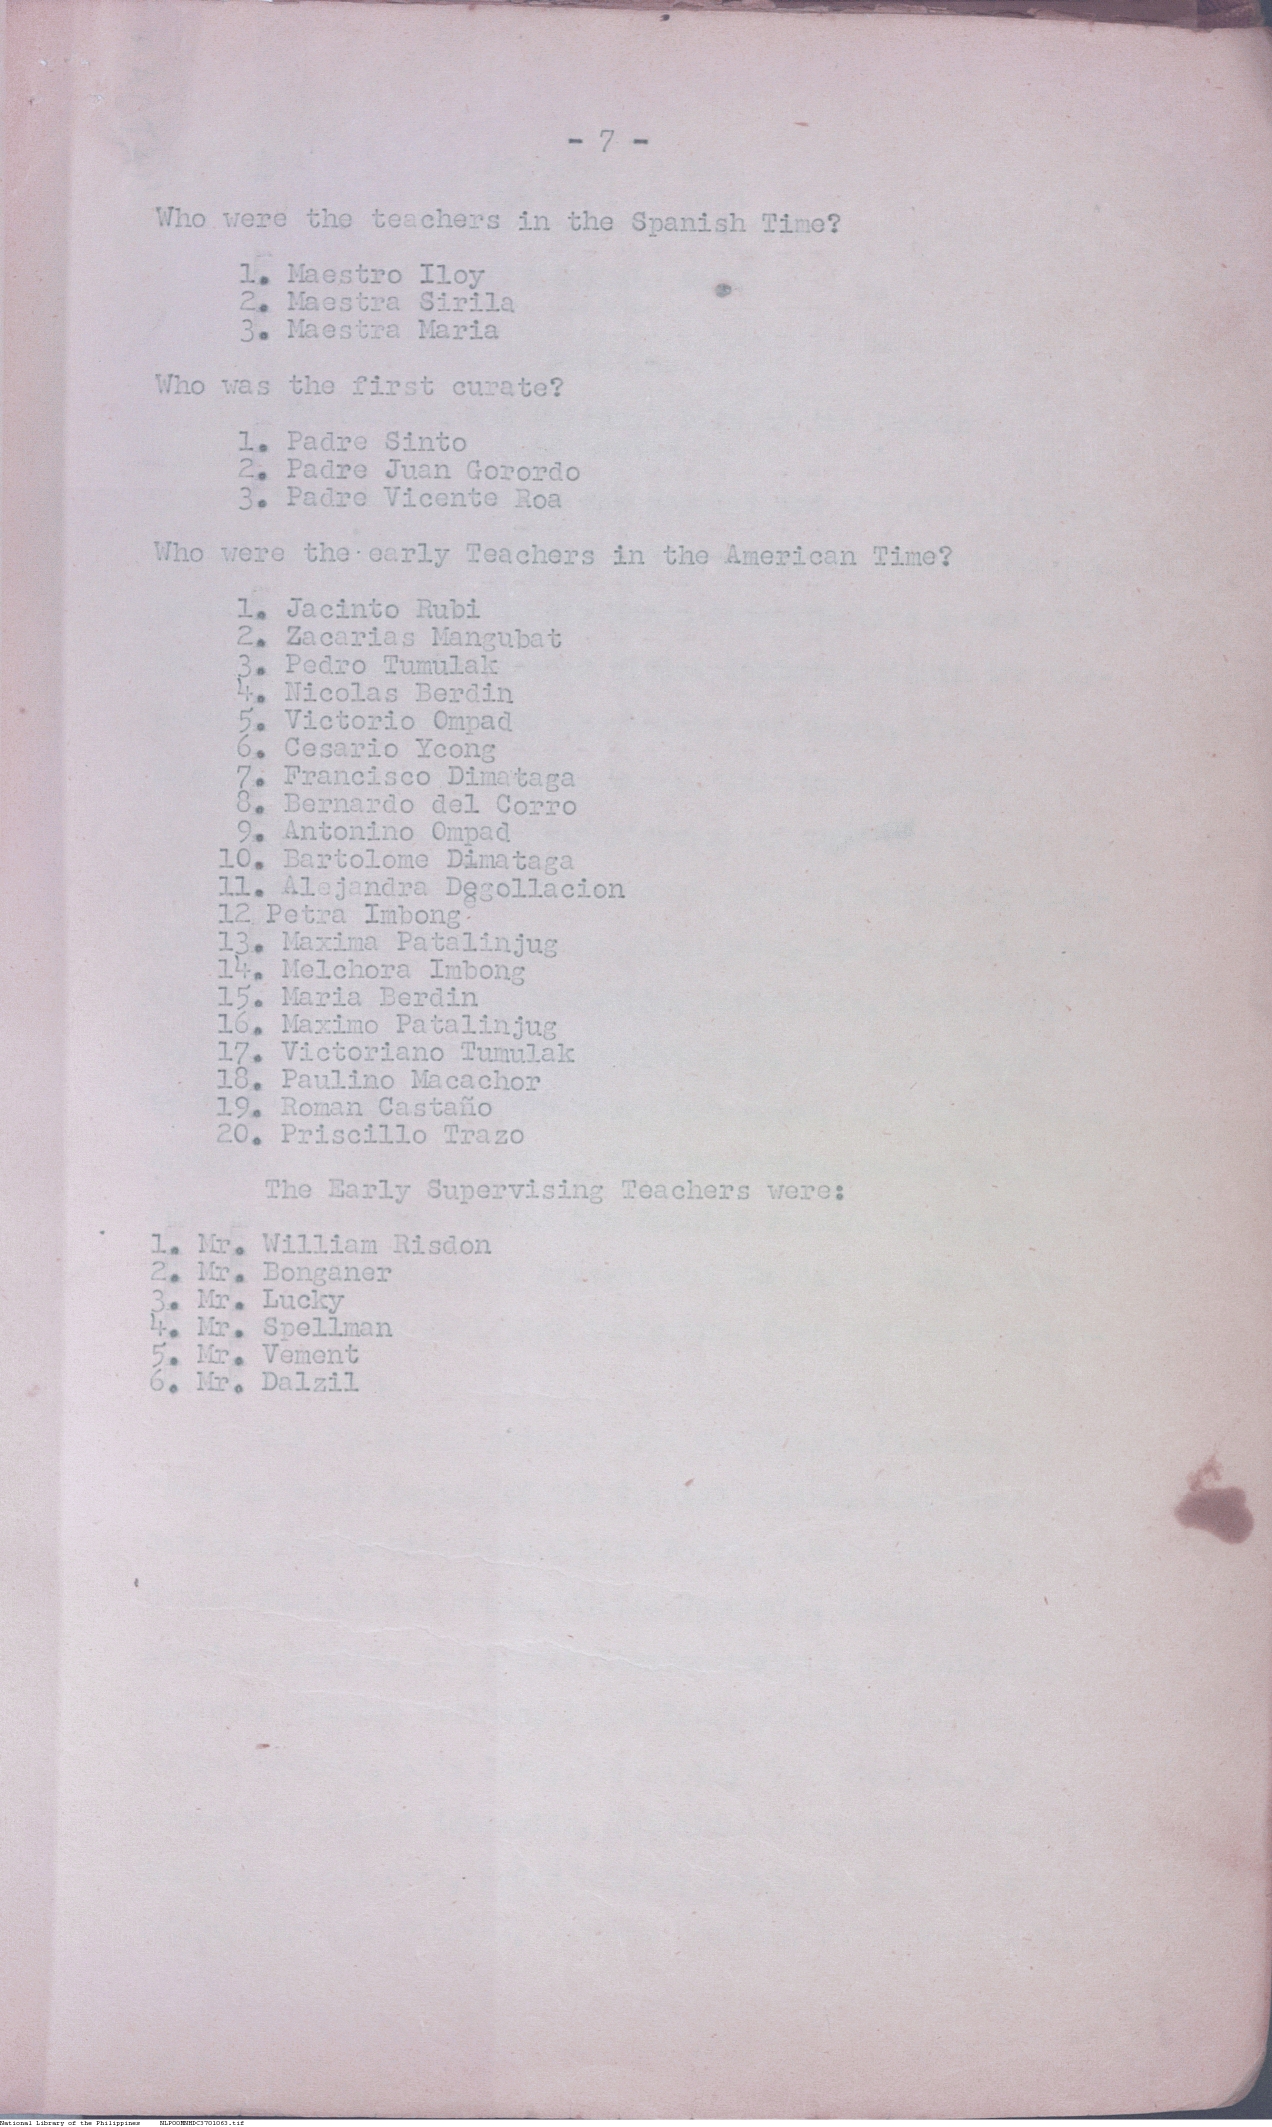 - 7 -
Who were the teachers in the Spanish Time?
1. Maestro Iloy
2. Maestra Sirila
3. Maestra Maria
Who was the first curate?
1. Padre Sinto
2. Padre Juan Gorordo
3. Padre Vicente Roa
Who were the early Teachers in the American Time?
1. Jacinto Rubi
2. Zacarias Mangubat
3. Pedro Tumulak
4. Nicolas Berdin
5. Victorio Ompad
6. Cesario Ycong
7. Francisco Dimataga
8. Bernardo del Corro
9. Antonino Ompad
10. Bartolome Dimataga
11. Alejandra Degollacion
12 Petra Imbong
13. Maxima Patalinjug
14. Melchora Imbong
15. Maria Berdin
16. Maximo Patalinjug
17. Victoriano Tumulak
18. Paulino Macachor
19. Roman Castaño
20. Priscillo Trazo
The Early Supervising Teachers were:
1. Mr. William Risdon
2. Mr. Bonganer
3. Mr. Lucky
4. Mr. Spellman
5. Mr. Vement
6. Mr. Dalzil
National Library of the Philippines NLPOOMNHDC3701063.tif